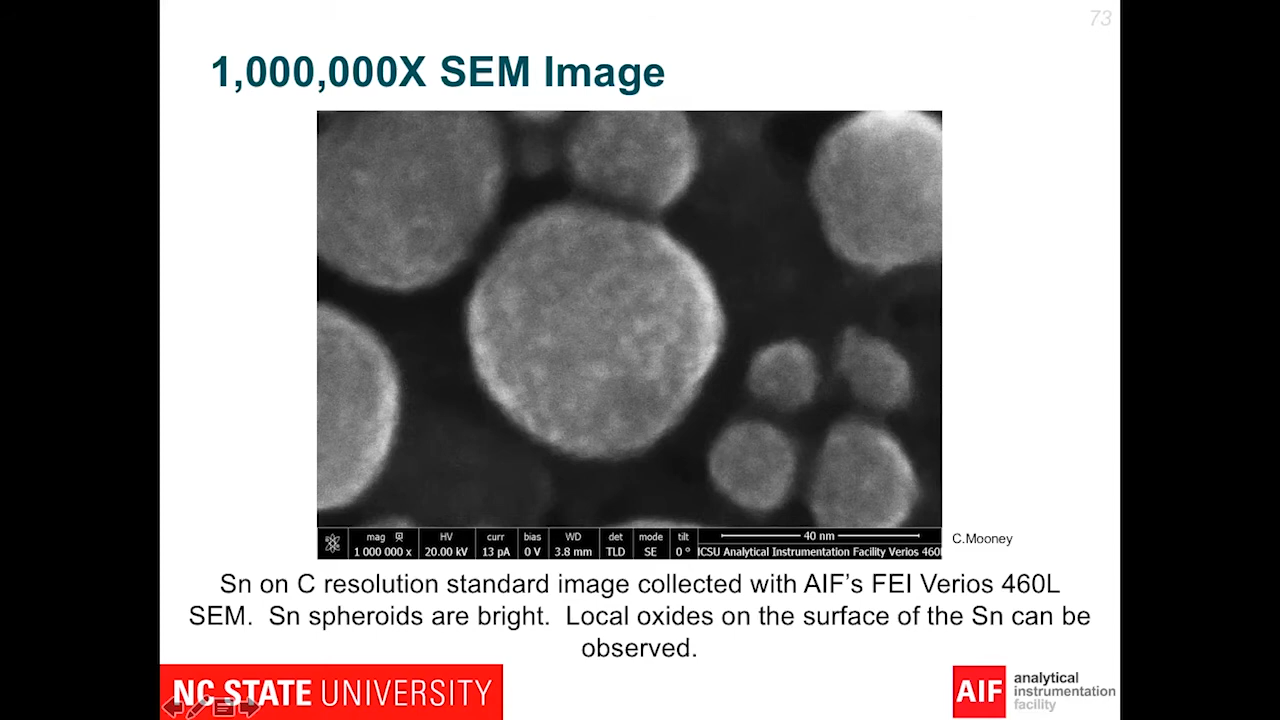 73
1,000,000X SEM Image
mag HV curr bias WD det mode tilt 40 nm
1 000 000 x 20.00 kV 13 pA 0 V 3.8 mm TLD SE 0 ° ICSU Analytical Instrumentation Facility Verios 460
C.Mooney
Sn on C resolution standard image collected with AIF’s FEI Verios 460L
SEM.  Sn spheroids are bright.  Local oxides on the surface of the Sn can be
observed.
NC STATE UNIVERSITY
AIF analytical
instrumentation
facility